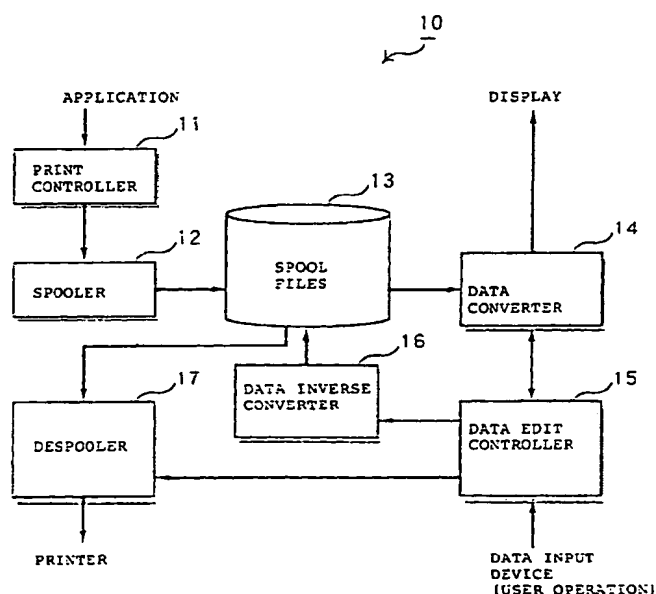 10
APPLICATION
DISPLAY
11
PRINT
CONTROLLER
12
SPOOLER
13
SPOOL
FILES
14
DATA
CONVERTER
16
DATA INVERSE
CONVERTER
17
DESPOOLER
15
DATA EDIT
CONTROLLER
PRINTER
DATA INPUT
DEVICE
(USER OPERATION)